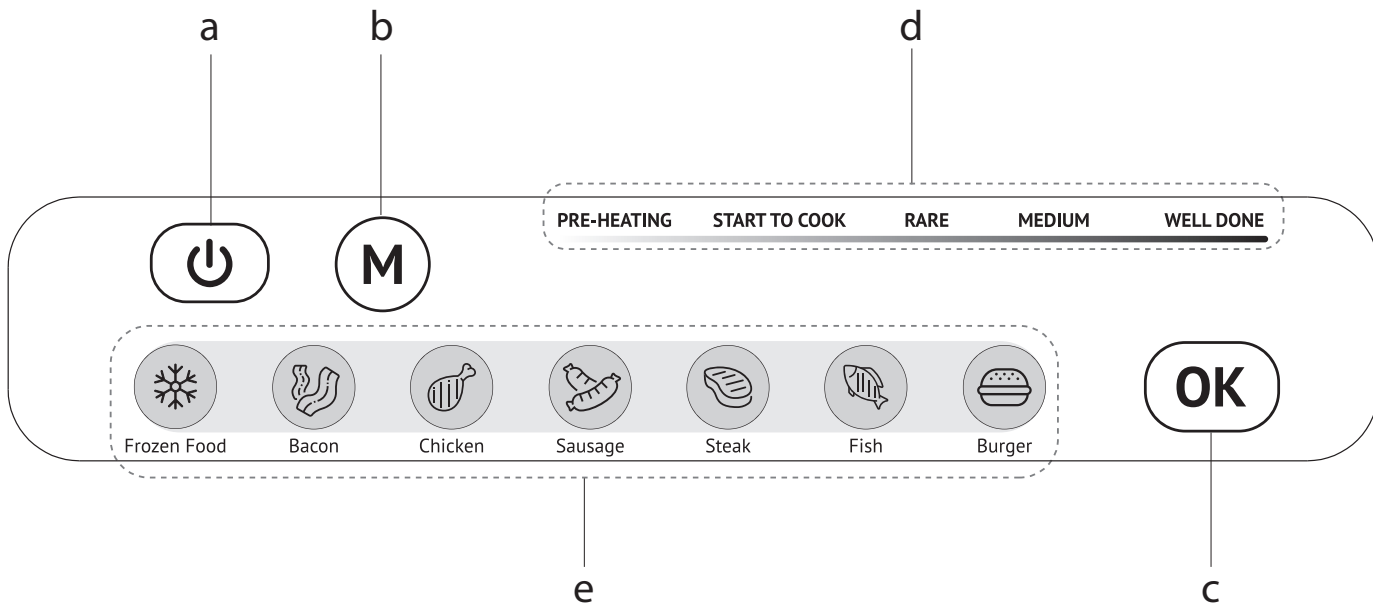 a b d
PRE-HEATING START TO COOK RARE MEDIUM WELL DONE
M
OK
Frozen Food Bacon Chicken Sausage Steak Fish Burger
e c